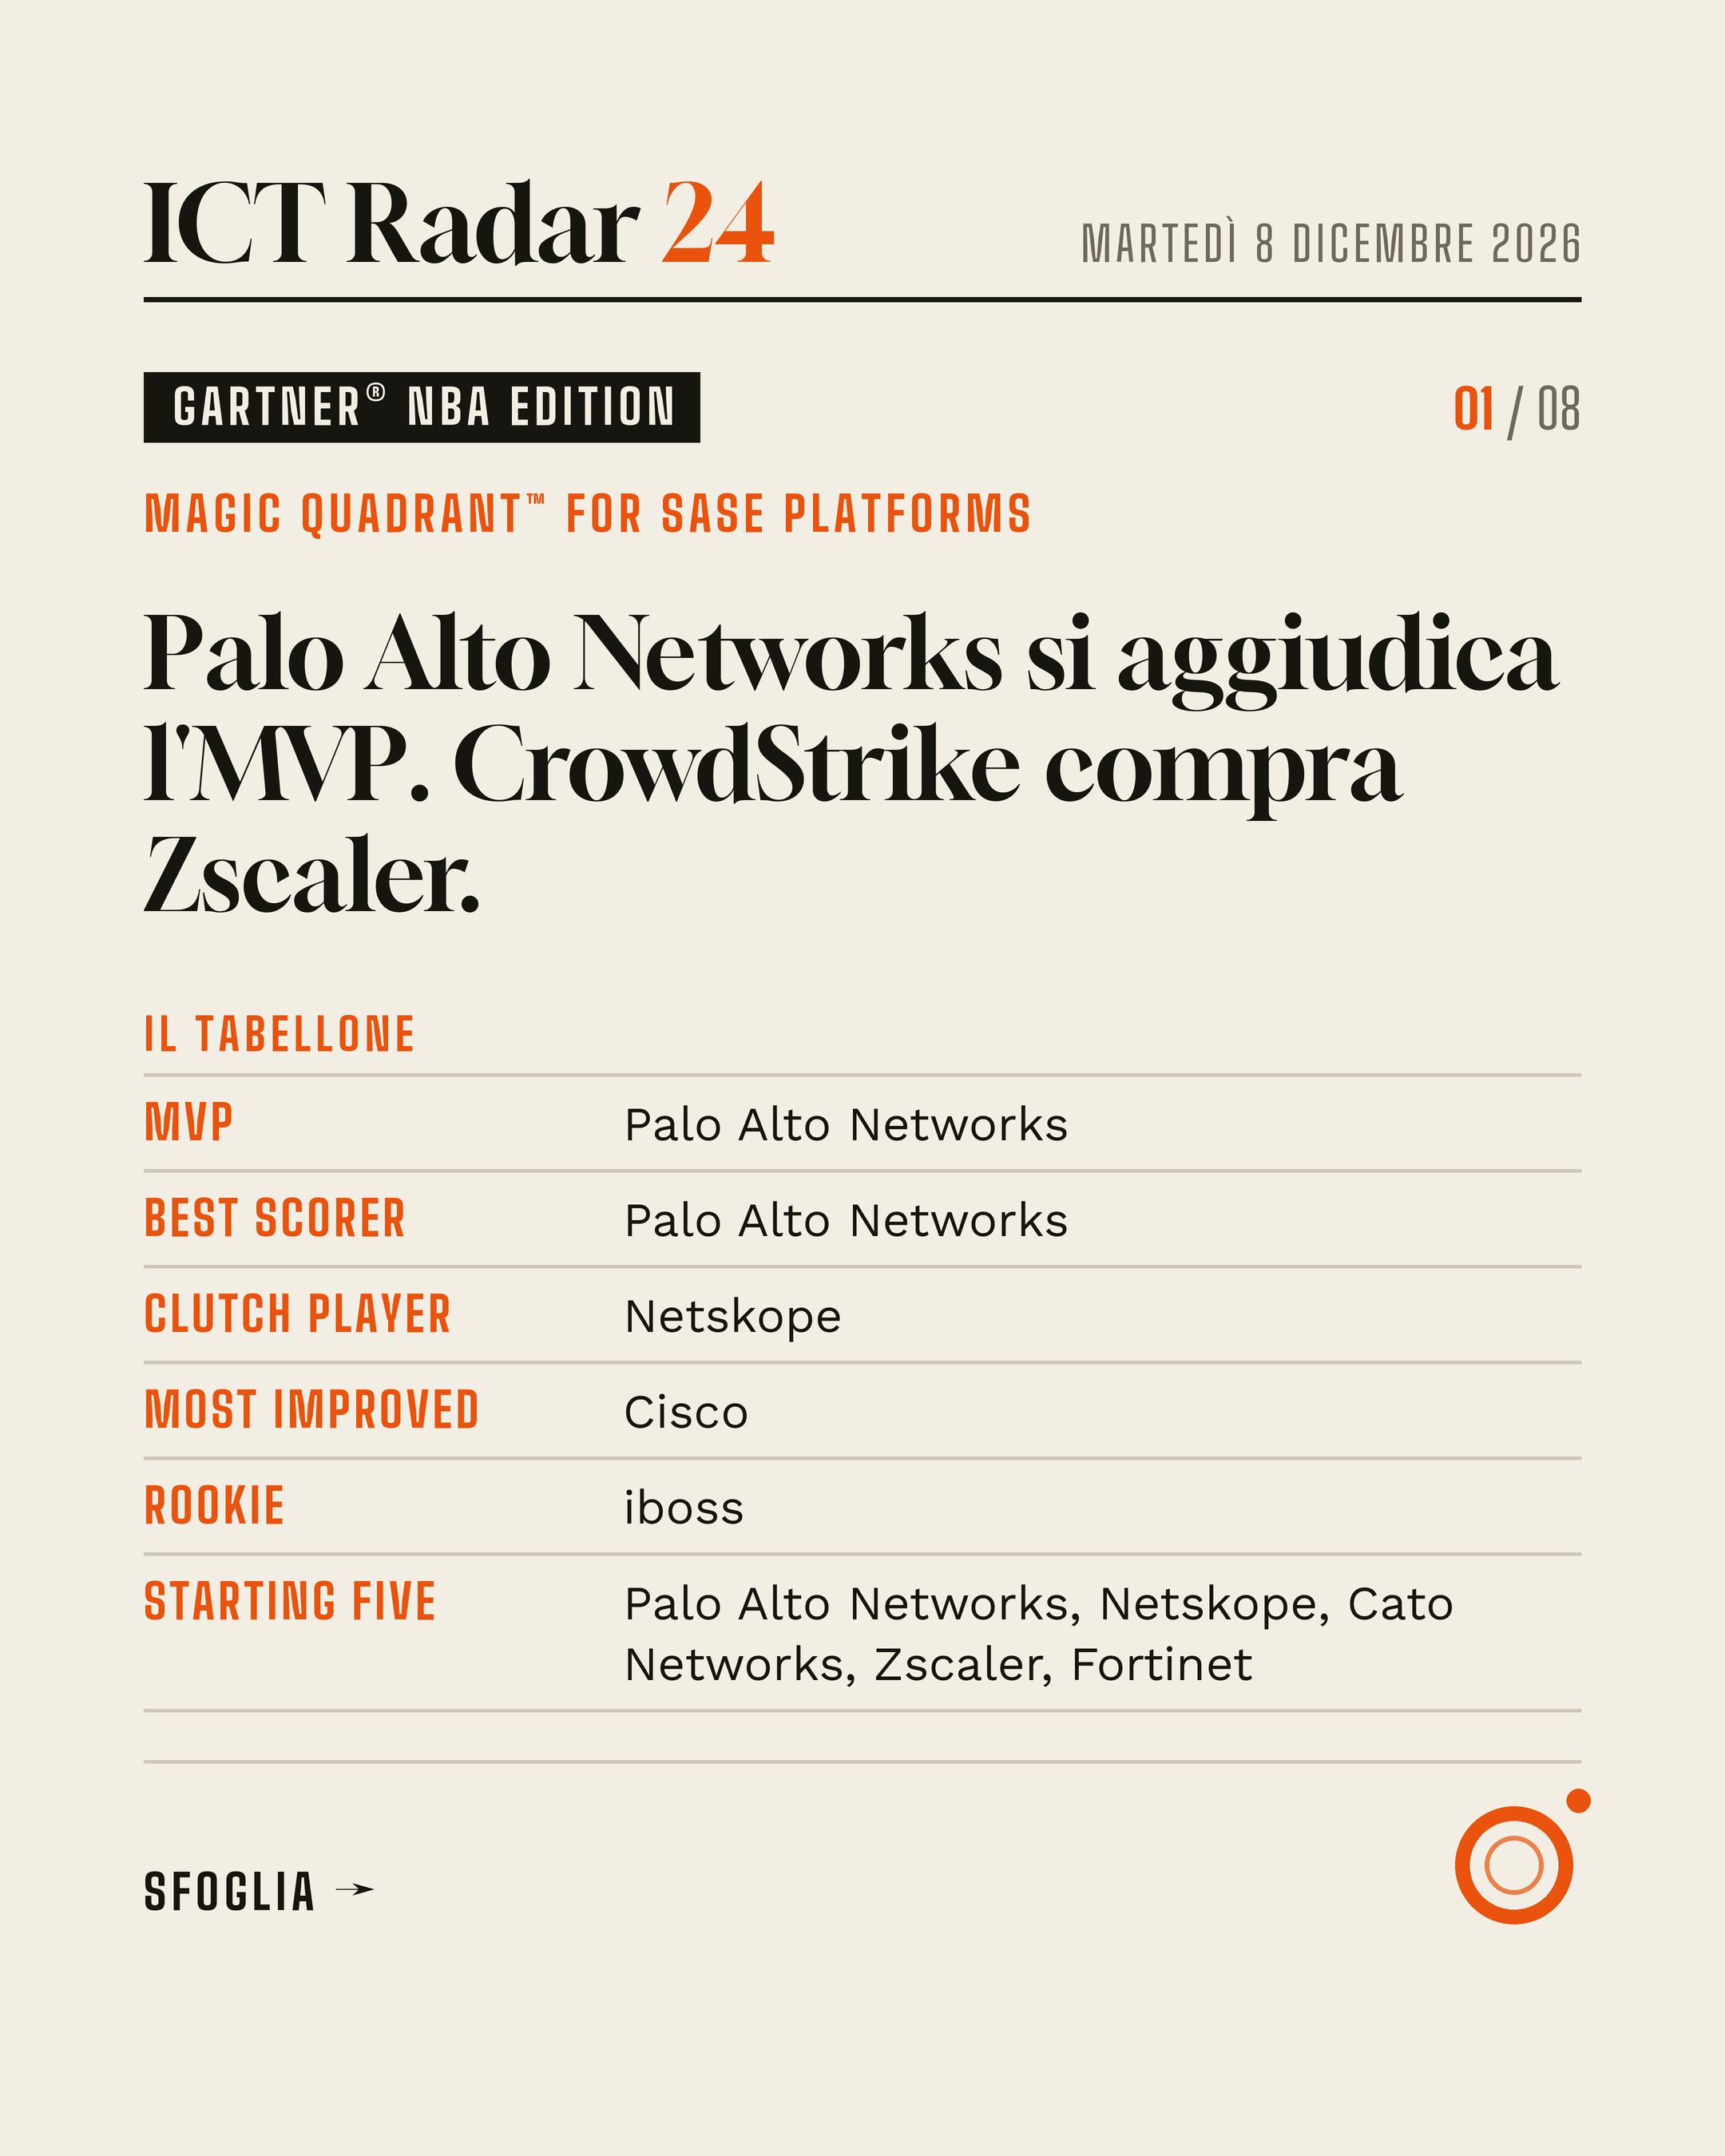 ICT Radar 24
MARTEDÌ 8 DICEMBRE 2026
GARTNER® NBA EDITION
01 / 08
MAGIC QUADRANT™ FOR SASE PLATFORMS
Palo Alto Networks si aggiudica
l'MVP. CrowdStrike compra
Zscaler.
IL TABELLONE
MVP
Palo Alto Networks
BEST SCORER
Palo Alto Networks
CLUTCH PLAYER
Netskope
MOST IMPROVED
Cisco
ROOKIE
iboss
STARTING FIVE
Palo Alto Networks, Netskope, Cato
Networks, Zscaler, Fortinet
SFOGLIA →